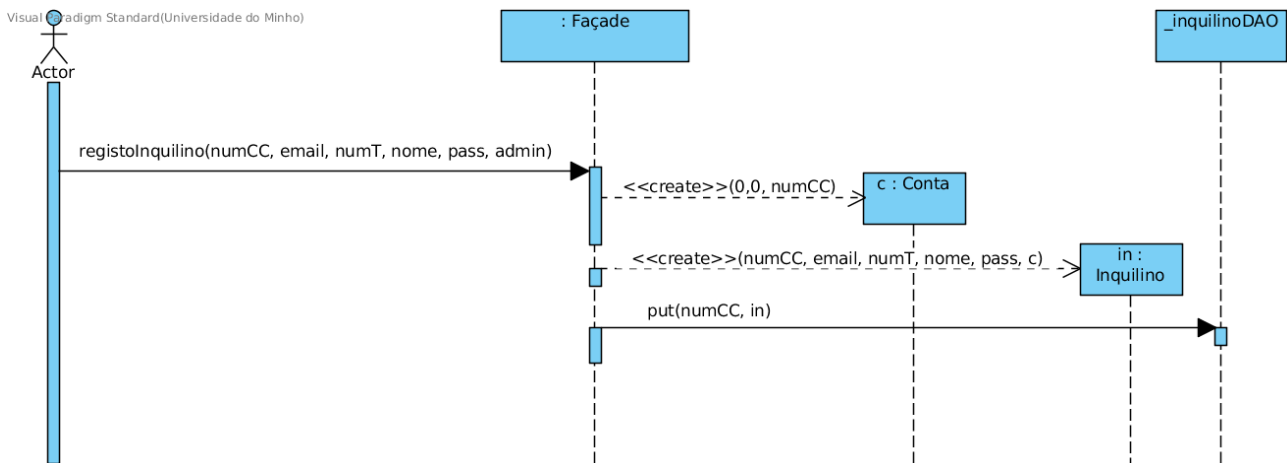 Visual Paradigm Standard(Universidade do Minho)
Actor
: Façade
_inquilinoDAO
registoInquilino(numCC, email, numT, nome, pass, admin)
<<create>>(0,0, numCC)
c : Conta
<<create>>(numCC, email, numT, nome, pass, c)
in :
Inquilino
put(numCC, in)